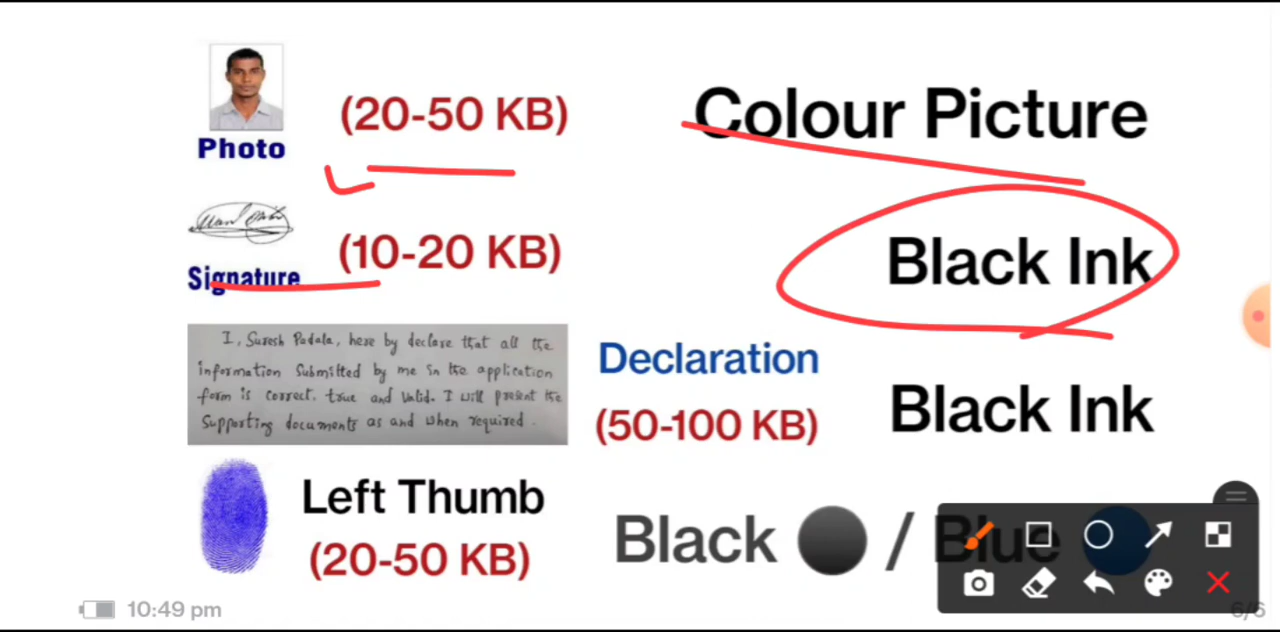 (20-50 KB)
Colour Picture
Photo
(10-20 KB)
Black Ink
Signature
I, Suresh Padala, here by declare that all the
information submitted by me in the application
form is correct, true and valid. I will present the
supporting documents as and when required.
Declaration
(50-100 KB)
Black Ink
Left Thumb
(20-50 KB)
Black / Blue
10:49 pm
6/6